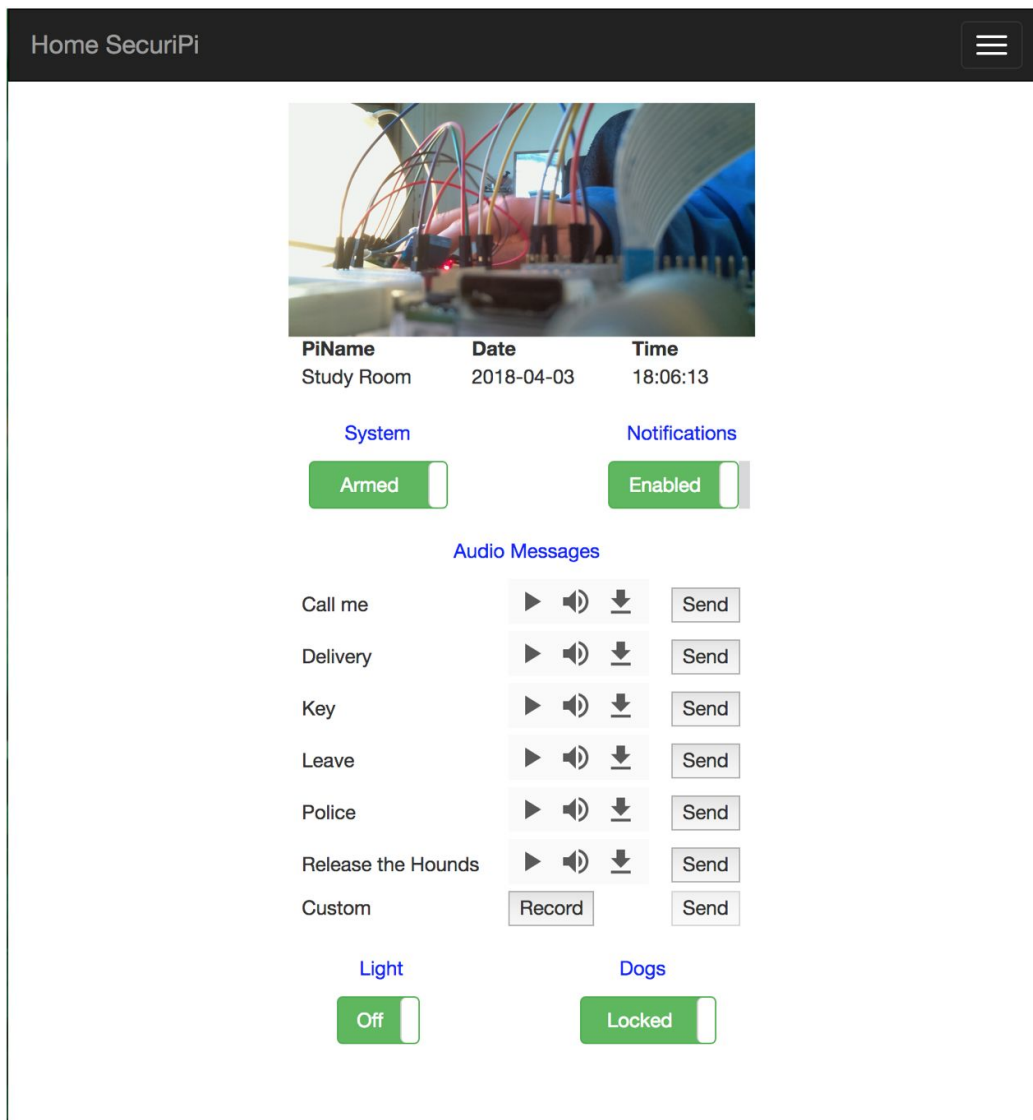 Home SecuriPi
PiName Date Time
Study Room 2018-04-03 18:06:13
System Notifications
Armed Enabled
Audio Messages
Call me Send
Delivery Send
Key Send
Leave Send
Police Send
Release the Hounds Send
Custom Record Send
Light Dogs
Off Locked